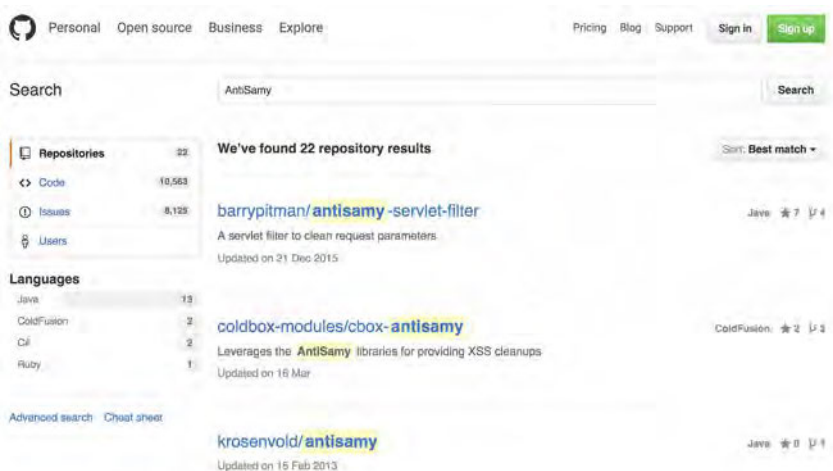 Personal Open source Business Explore Pricing Blog Support Sign in Sign up
Search AntiSamy Search
Repositories 22
Code 10,563
Issues 8,125
Users
We've found 22 repository results Sort: Best match
barrypitman/antisamy-servlet-filter Java 7 4
A servlet filter to clean request parameters
Updated on 21 Dec 2015
Languages
Java 13
ColdFusion 2
C# 2
Ruby 1
coldbox-modules/cbox-antisamy ColdFusion 2
Leverages the AntiSamy libraries for providing XSS cleanups
Updated on 16 Mar
Advanced search Cheat sheet
krosenvold/antisamy Java 0 1
Updated on 15 Feb 2013